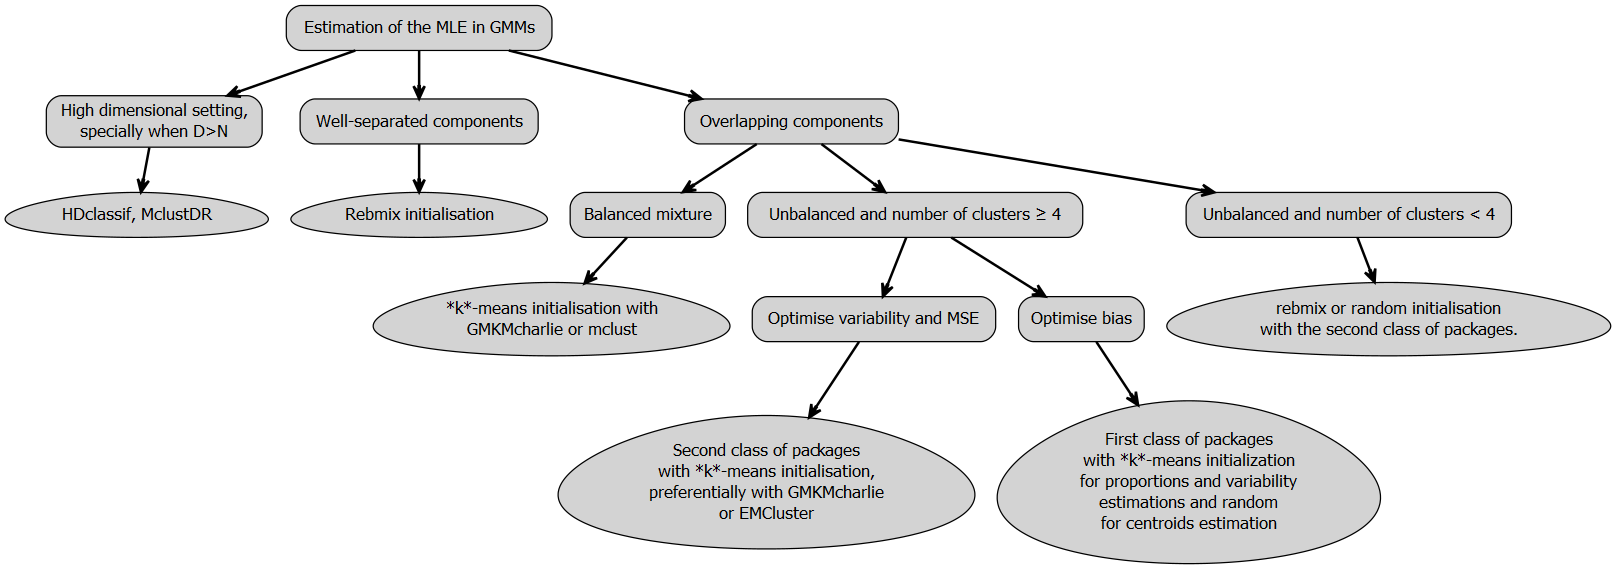 Estimation of the MLE in GMMs
High dimensional setting,
specially when D>N
Well-separated components
Overlapping components
HDclassif, MclustDR
Rebmix initialisation
Balanced mixture
Unbalanced and number of clusters ≥ 4
Unbalanced and number of clusters < 4
*k*-means initialisation with
GMKMcharlie or mclust
Optimise variability and MSE
Optimise bias
rebmix or random initialisation
with the second class of packages.
Second class of packages
with *k*-means initialisation,
preferentially with GMKMcharlie
or EMCluster
First class of packages
with *k*-means initialization
for proportions and variability
estimations and random
for centroids estimation